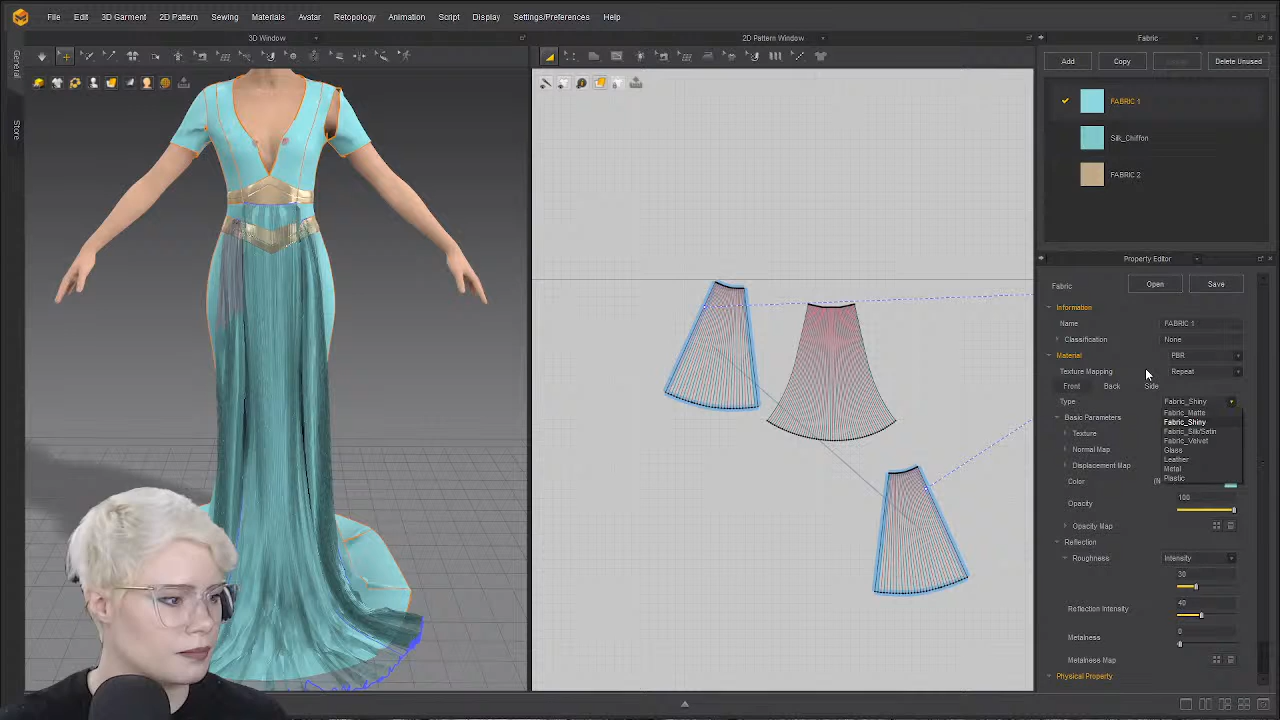 File Edit 3D Garment 2D Pattern Sewing Materials Avatar Retopology Animation Script Display Settings/Preferences Help
3D Window
2D Pattern Window
Fabric
General
Store
Add Copy Delete Unused
FABRIC 1
Silk_Chiffon
FABRIC 2
Property Editor
Fabric Open Save
Information
Name FABRIC 1
Classification None
Material PBR
Texture Mapping Repeat
Front Back Side
Type Fabric_Shiny
Fabric_Matte
Fabric_Shiny
Fabric_Silk/Satin
Fabric_Velvet
Glass
Leather
Metal
Plastic
Basic Parameters
Texture
Normal Map
Displacement Map
Color
Opacity 100
Opacity Map
Reflection
Roughness Intensity
30
Reflection Intensity 40
Metalness 0
Metalness Map
Physical Property